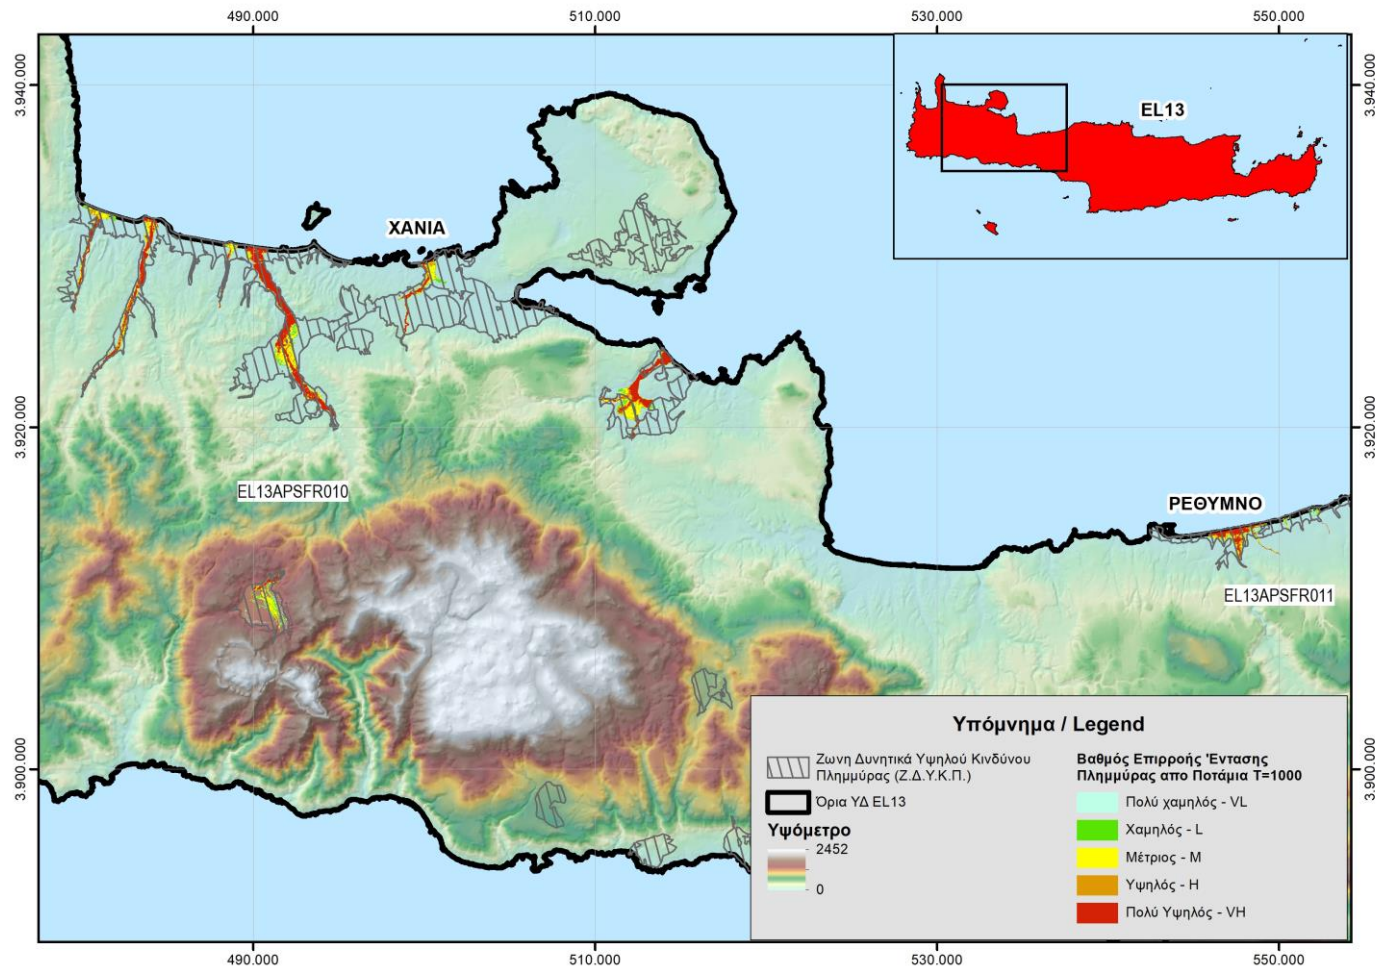 490.000
510.000
530.000
550.000
3.940.000
3.940.000
EL13
ΧΑΝΙΑ
3.920.000
3.920.000
EL13APSFR010
ΡΕΘΥΜΝΟ
EL13APSFR011
Υπόμνημα / Legend
Ζωνη Δυνητικά Υψηλού Κινδύνου
Πλημμύρας (Ζ.Δ.Υ.Κ.Π.)
Όρια ΥΔ EL13
Υψόμετρο
2452
0
Βαθμός Επιρροής Έντασης
Πλημμύρας απο Ποτάμια T=1000
Πολύ χαμηλός - VL
Χαμηλός - L
Μέτριος - M
Υψηλός - H
Πολύ Υψηλός - VH
3.900.000
3.900.000
490.000
510.000
530.000
550.000